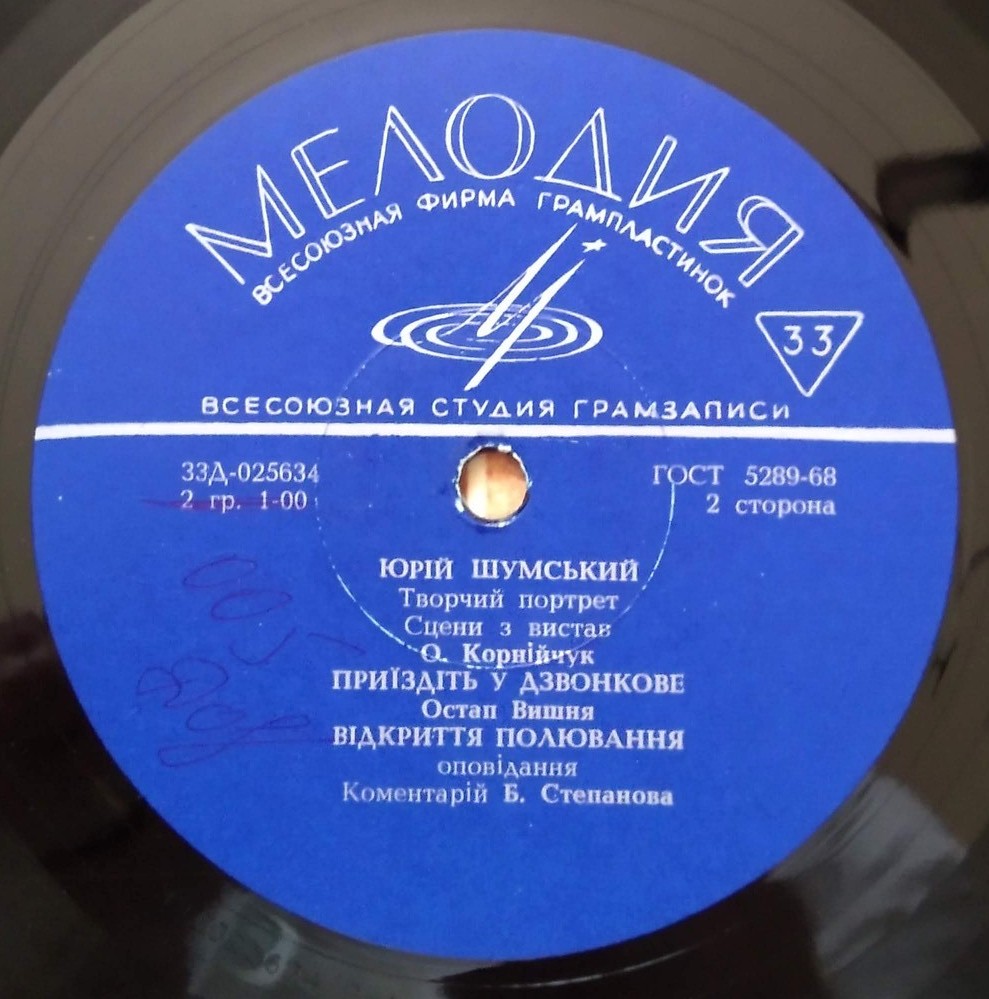 МЕЛОДИЯ
ВСЕСОЮЗНАЯ ФИРМА ГРАМПЛАСТИНОК
33
ВСЕСОЮЗНАЯ СТУДИЯ ГРАМЗАПИСИ
33Д-025634
2 гр. 1-00
ГОСТ 5289-68
2 сторона
ЮРІЙ ШУМСЬКИЙ
Творчий портрет
Сцени з вистав
О. Корнійчук
ПРИЇЗДІТЬ У ДЗВОНКОВЕ
Остап Вишня
ВІДКРИТТЯ ПОЛЮВАННЯ
оповідання
Коментарій Б. Степанова